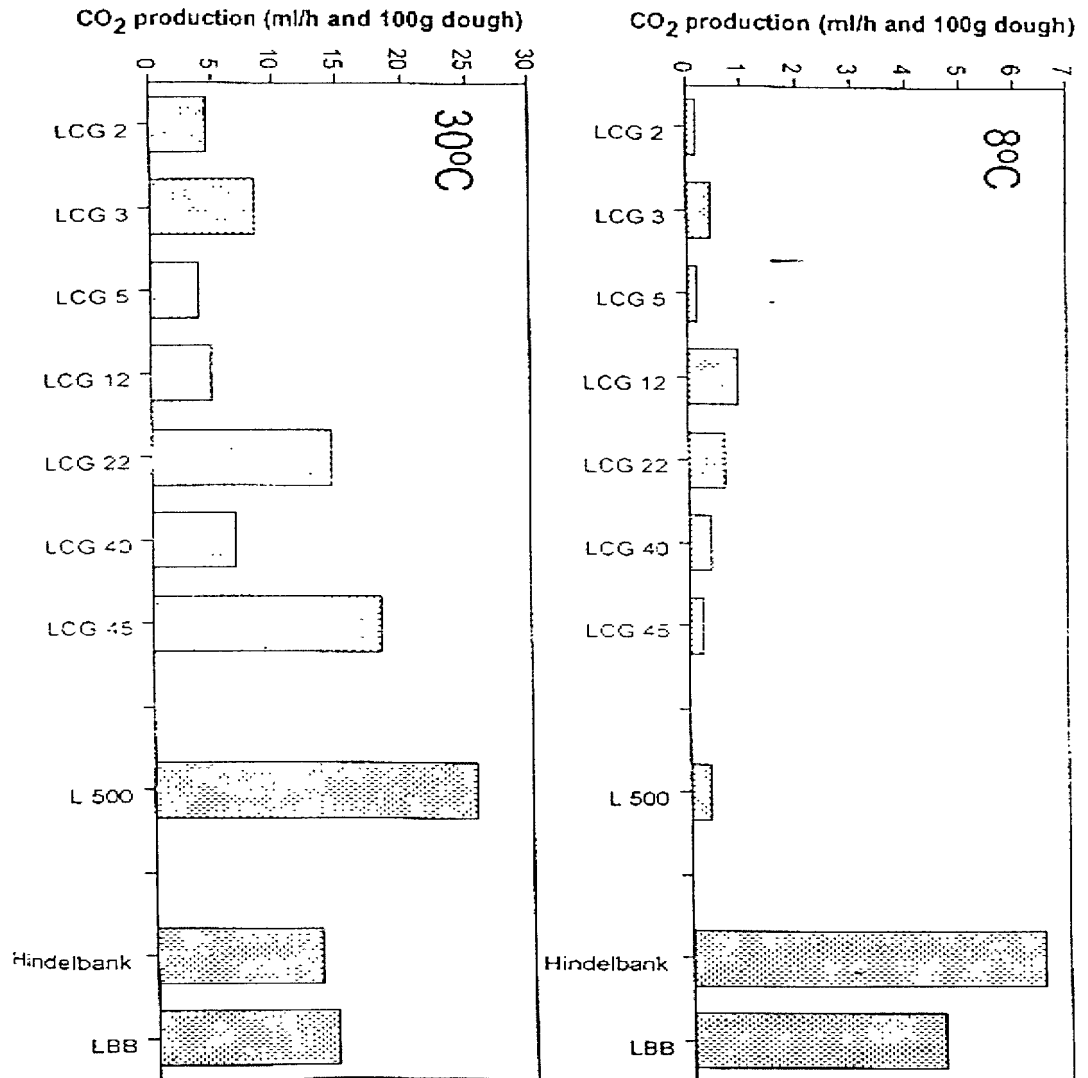 CO2 production (ml/h and 100g dough)
0 5 10 15 20 25 30
30ºC
LCG 2
LCG 3
LCG 5
LCG 12
LCG 22
LCG 40
LCG 45
L 500
Hindelbank
LBB
CO2 production (ml/h and 100g dough)
0 1 2 3 4 5 6 7
8ºC
LCG 2
LCG 3
LCG 5
LCG 12
LCG 22
LCG 40
LCG 45
L 500
Hindelbank
LBB